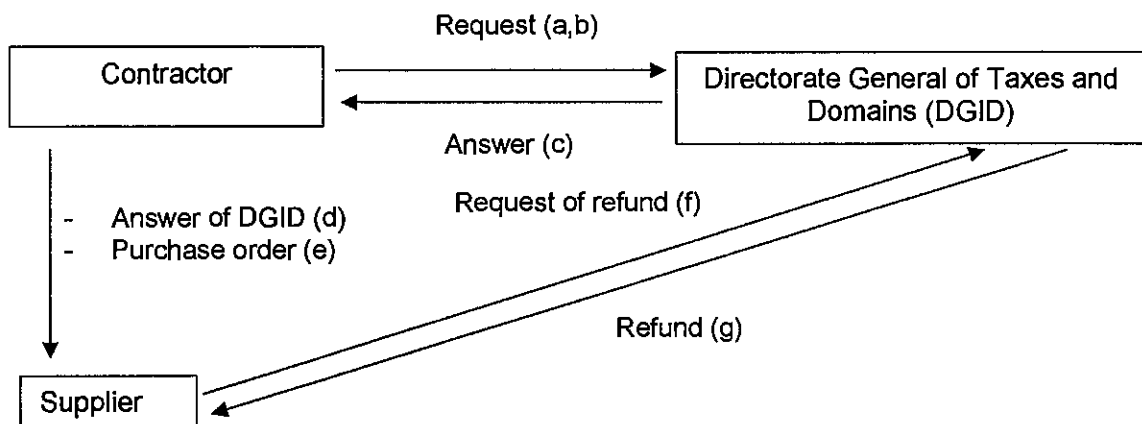 Request (a,b)
Contractor
Directorate General of Taxes and
Domains (DGID)
Answer (c)
- Answer of DGID (d)
- Purchase order (e)
Request of refund (f)
Refund (g)
Supplier